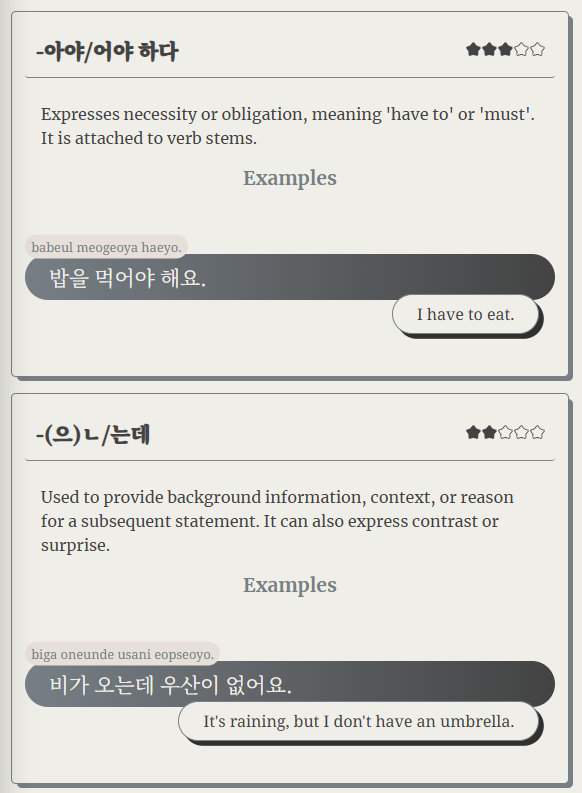 -아야/어야 하다
Expresses necessity or obligation, meaning 'have to' or 'must'.
It is attached to verb stems.
Examples
babeul meogeoya haeyo.
밥을 먹어야 해요.
I have to eat.
-(으)ㄴ/는데
Used to provide background information, context, or reason
for a subsequent statement. It can also express contrast or
surprise.
Examples
biga oneunde usani eopseoyo.
비가 오는데 우산이 없어요.
It's raining, but I don't have an umbrella.